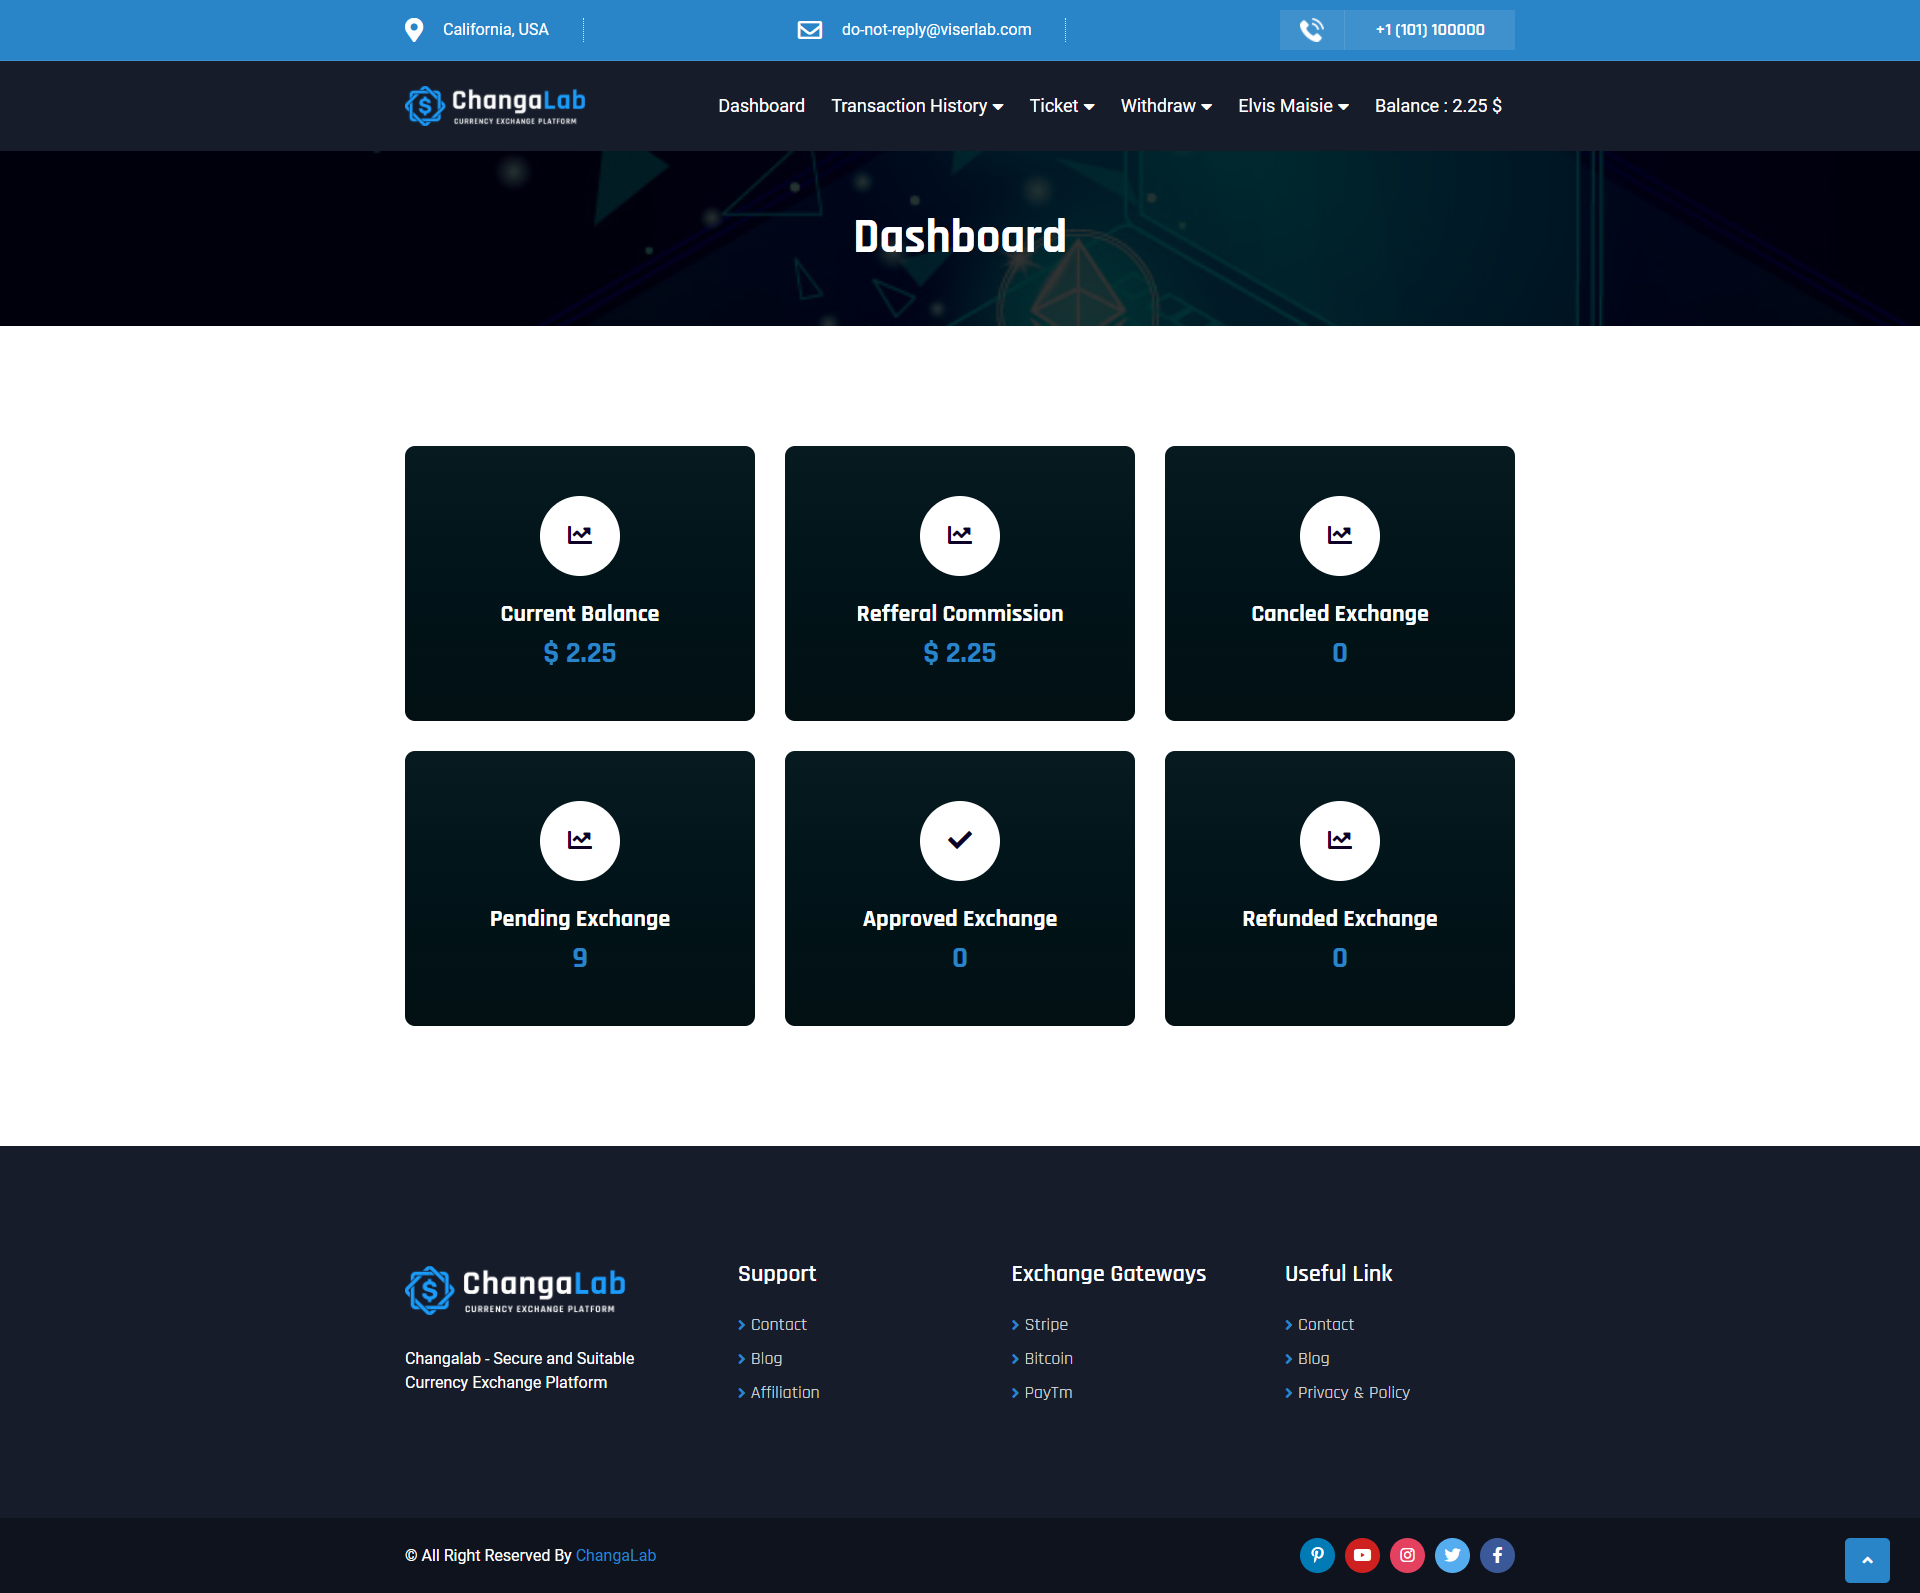 California, USA
do-not-reply@viserlab.com
+1 (101) 100000
ChangaLab
CURRENCY EXCHANGE PLATFORM
Dashboard
Transaction History
Ticket
Withdraw
Elvis Maisie
Balance : 2.25 $
Dashboard
Current Balance
$ 2.25
Refferal Commission
$ 2.25
Cancled Exchange
0
Pending Exchange
9
Approved Exchange
0
Refunded Exchange
0
ChangaLab
CURRENCY EXCHANGE PLATFORM
Changalab - Secure and Suitable
Currency Exchange Platform
Support
Contact
Blog
Affiliation
Exchange Gateways
Stripe
Bitcoin
PayTm
Useful Link
Contact
Blog
Privacy & Policy
© All Right Reserved By ChangaLab